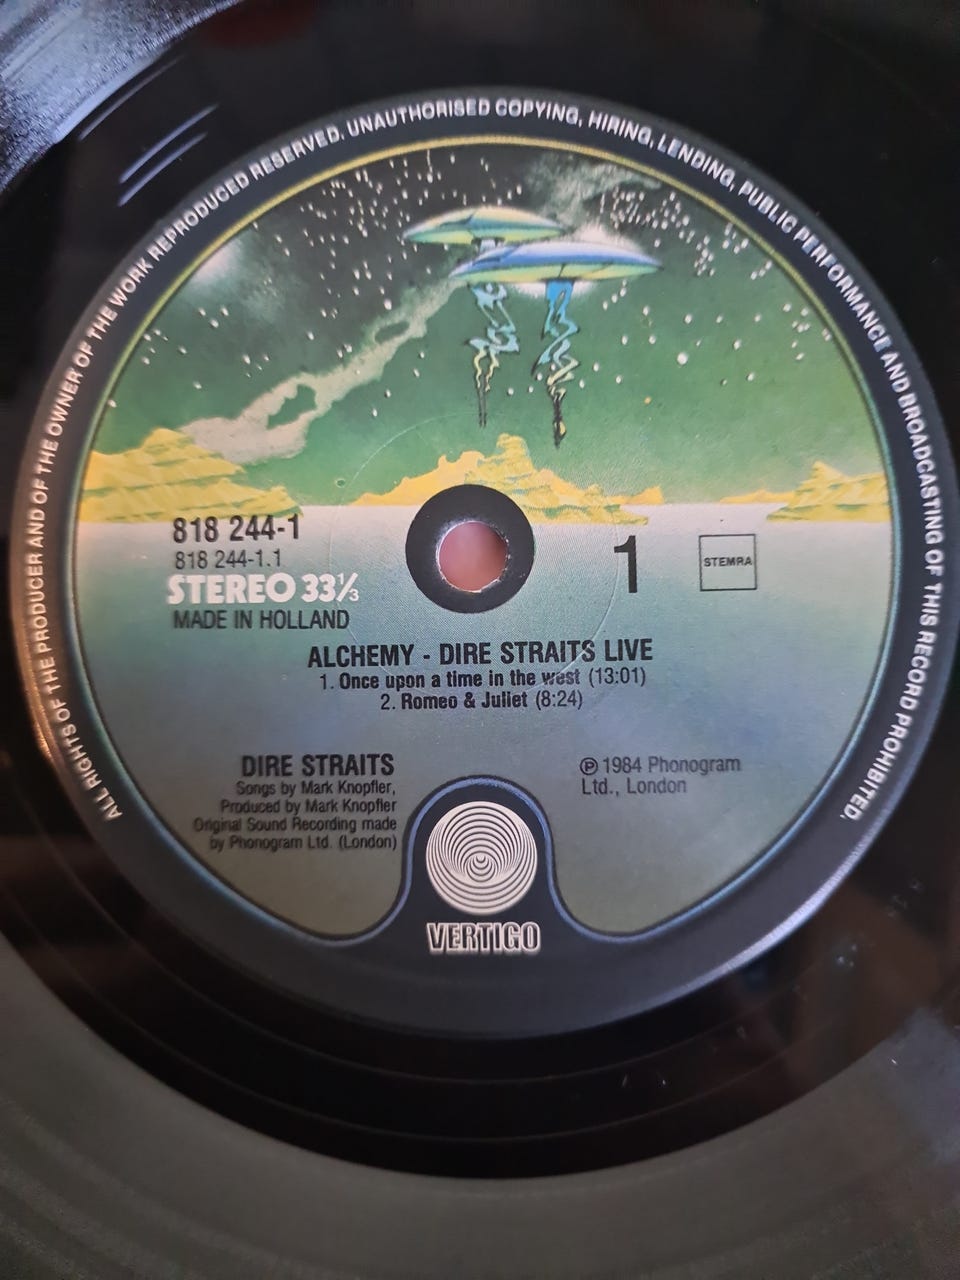 ALL RIGHTS OF THE PRODUCER AND OF THE OWNER OF THE WORK REPRODUCED RESERVED. UNAUTHORISED COPYING, HIRING, LENDING, PUBLIC PERFORMANCE AND BROADCASTING OF THIS RECORD PROHIBITED.
818 244-1
818 244-1.1
STEREO 33⅓
MADE IN HOLLAND
1
STEMRA
ALCHEMY - DIRE STRAITS LIVE
1. Once upon a time in the west (13:01)
2. Romeo & Juliet (8:24)
DIRE STRAITS
Songs by Mark Knopfler,
Produced by Mark Knopfler
Original Sound Recording made
by Phonogram Ltd. (London)
℗ 1984 Phonogram
Ltd., London
VERTIGO